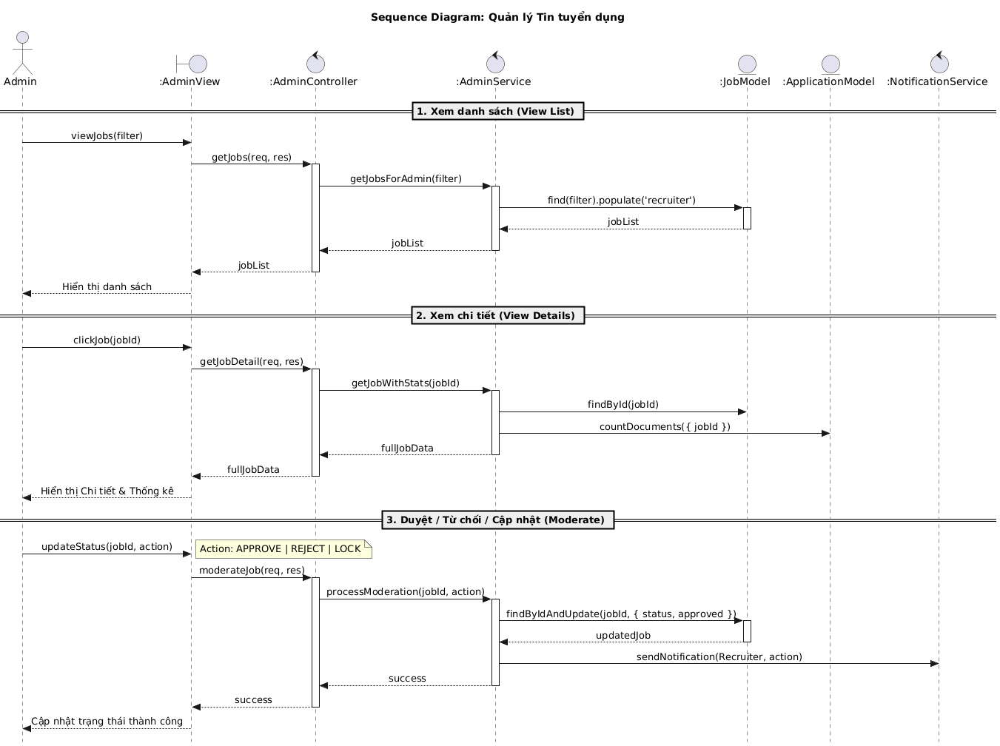 Sequence Diagram: Quản lý Tin tuyển dụng
Admin
:AdminView
:AdminController
:AdminService
:JobModel
:ApplicationModel
:NotificationService
1. Xem danh sách (View List)
viewJobs(filter)
getJobs(req, res)
getJobsForAdmin(filter)
find(filter).populate('recruiter')
jobList
jobList
jobList
Hiển thị danh sách
2. Xem chi tiết (View Details)
clickJob(jobId)
getJobDetail(req, res)
getJobWithStats(jobId)
findById(jobId)
countDocuments({ jobId })
fullJobData
fullJobData
Hiển thị Chi tiết & Thống kê
3. Duyệt / Từ chối / Cập nhật (Moderate)
updateStatus(jobId, action)
Action: APPROVE | REJECT | LOCK
moderateJob(req, res)
processModeration(jobId, action)
findByIdAndUpdate(jobId, { status, approved })
updatedJob
sendNotification(Recruiter, action)
success
success
Cập nhật trạng thái thành công